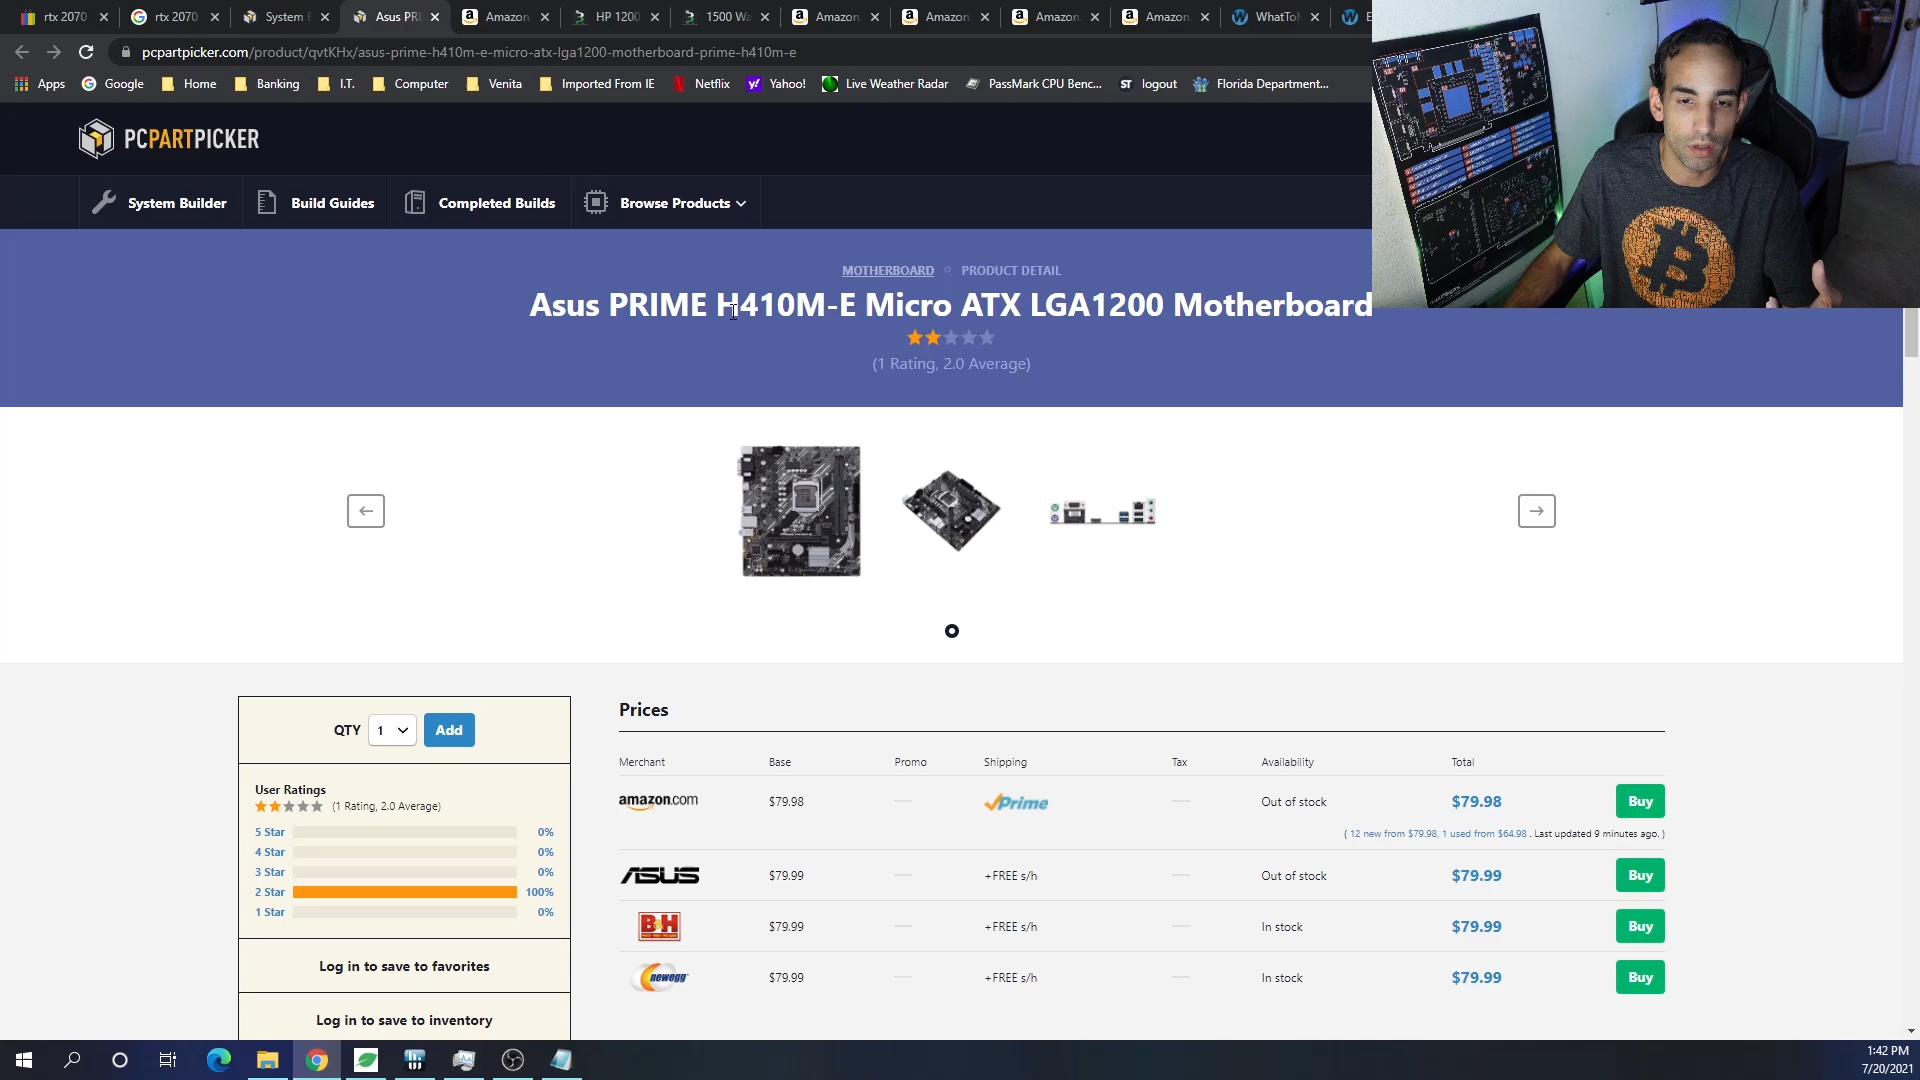 rtx 2070
rtx 2070
System E
Asus PRI
Amazon.
HP 1200
1500 Wa
Amazon.
Amazon.
Amazon.
Amazon.
WhatToM
pcpartpicker.com/product/qvtKHx/asus-prime-h410m-e-micro-atx-lga1200-motherboard-prime-h410m-e
Apps
Google
Home
Banking
I.T.
Computer
Venita
Imported From IE
Netflix
Yahoo!
Live Weather Radar
PassMark CPU Benc...
ST logout
Florida Department...
PCPARTPICKER
System Builder
Build Guides
Completed Builds
Browse Products
MOTHERBOARD
PRODUCT DETAIL
Asus PRIME H410M-E Micro ATX LGA1200 Motherboard
(1 Rating, 2.0 Average)
QTY 1 Add
User Ratings
(1 Rating, 2.0 Average)
5 Star 0%
4 Star 0%
3 Star 0%
2 Star 100%
1 Star 0%
Log in to save to favorites
Log in to save to inventory
Prices
Merchant Base Promo Shipping Tax Availability Total
amazon.com $79.98 — Prime — Out of stock $79.98 Buy
( 12 new from $79.98, 1 used from $64.98 . Last updated 9 minutes ago. )
ASUS $79.99 — +FREE s/h — Out of stock $79.99 Buy
B&H $79.99 — +FREE s/h — In stock $79.99 Buy
newegg $79.99 — +FREE s/h — In stock $79.99 Buy
1:42 PM
7/20/2021